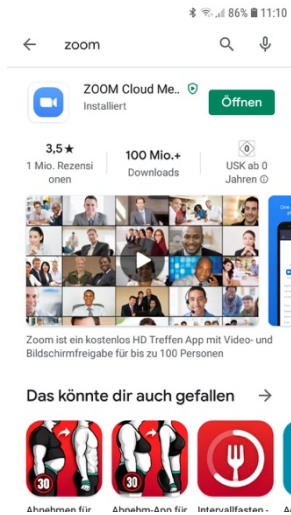 86% 11:10
zoom
ZOOM Cloud Me..
Installiert
Öffnen
3,5★
1 Mio. Rezensi
onen
100 Mio.+
Downloads
0
USK ab 0
Jahren
Zoom ist ein kostenlos HD Treffen App mit Video- und
Bildschirmfreigabe für bis zu 100 Personen
Das könnte dir auch gefallen
30
30
Abnehmen für
Abnehm-App für
Intervallfasten -